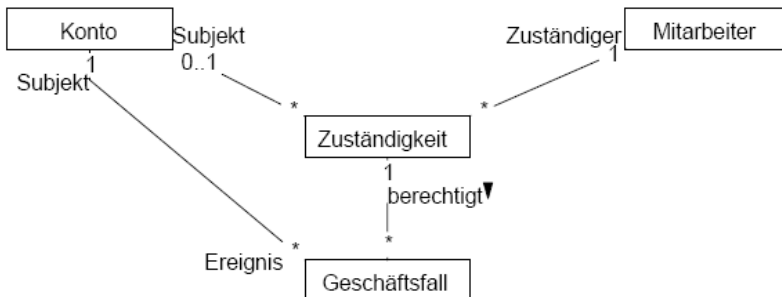 Konto
Subjekt
0..1
Zuständiger
1
Mitarbeiter
1
Subjekt
*
*
Zuständigkeit
1
berechtigt
Ereignis
*
*
Geschäftsfall